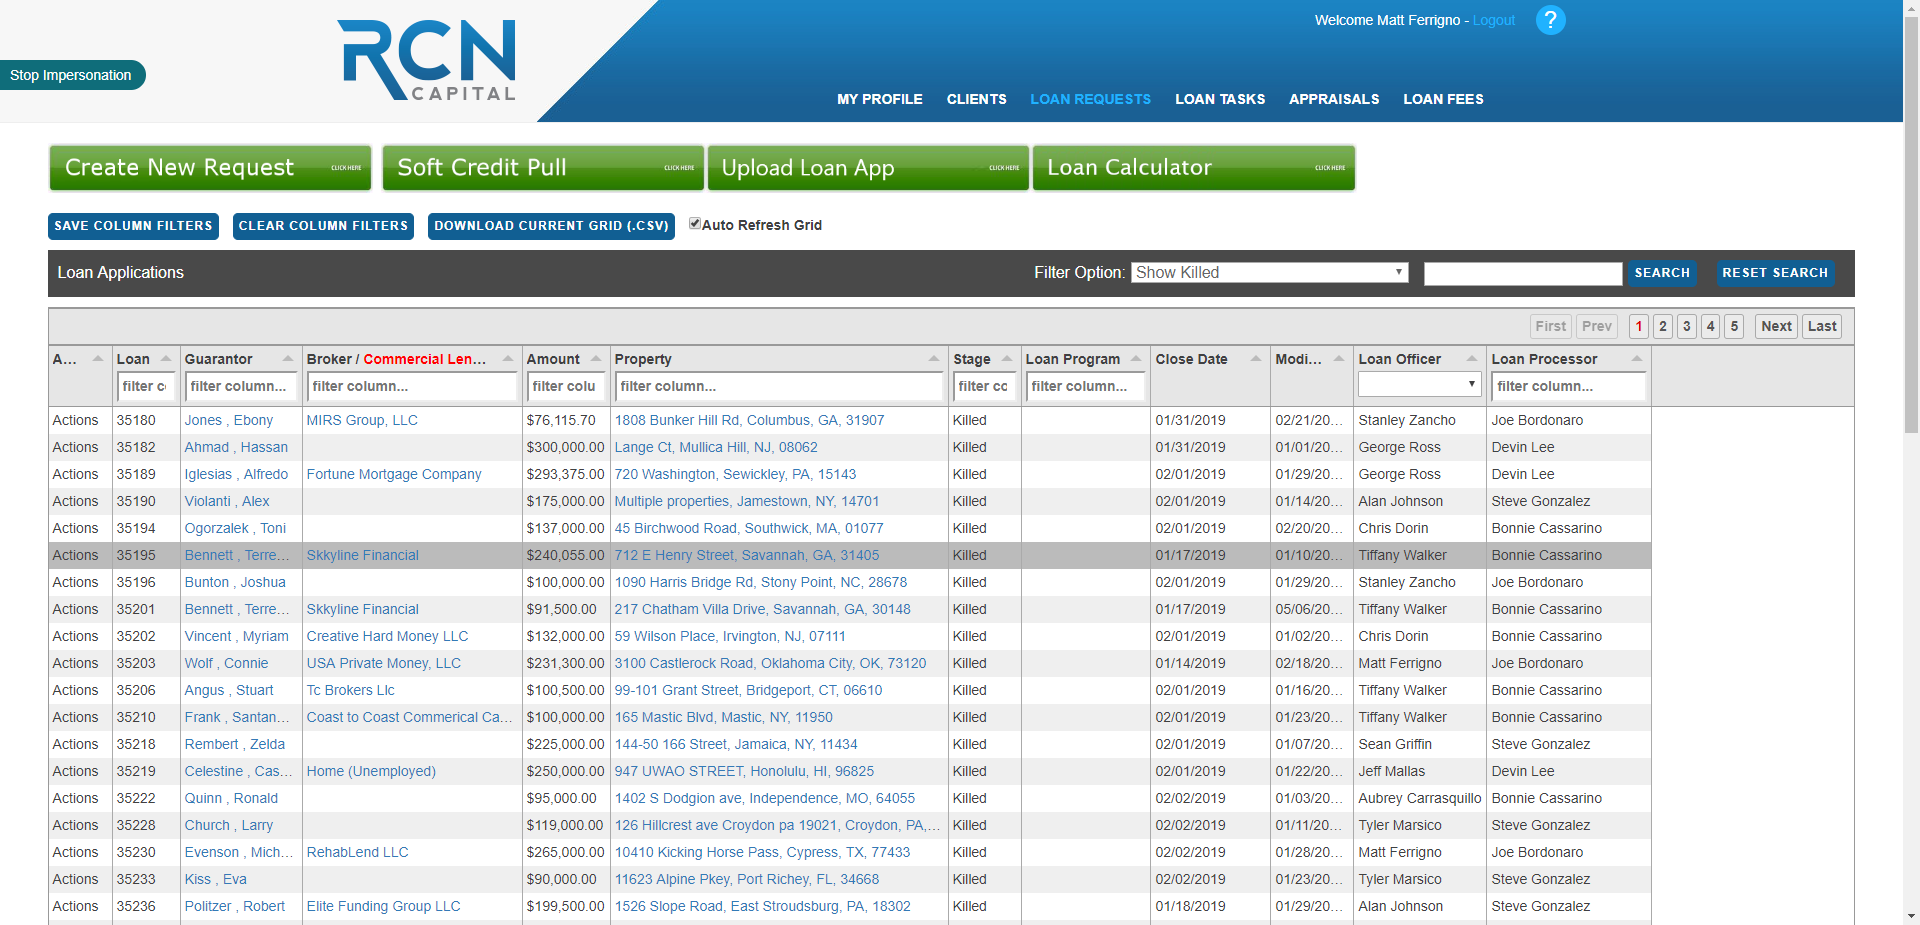 Welcome Matt Ferrigno - Logout ?
Stop Impersonation
RCN
CAPITAL
MY PROFILE CLIENTS LOAN REQUESTS LOAN TASKS APPRAISALS LOAN FEES
Create New Request CLICK HERE Soft Credit Pull CLICK HERE Upload Loan App CLICK HERE Loan Calculator CLICK HERE
SAVE COLUMN FILTERS CLEAR COLUMN FILTERS DOWNLOAD CURRENT GRID (.CSV) Auto Refresh Grid
Loan Applications Filter Option: Show Killed SEARCH RESET SEARCH
First Prev 1 2 3 4 5 Next Last
A... Loan Guarantor Broker / Commercial Len... Amount Property Stage Loan Program Close Date Modi... Loan Officer Loan Processor
filter c filter column... filter column... filter colu filter column... filter cc filter column... filter column...
Actions 35180 Jones , Ebony MIRS Group, LLC $76,115.70 1808 Bunker Hill Rd, Columbus, GA, 31907 Killed 01/31/2019 02/21/20... Stanley Zancho Joe Bordonaro
Actions 35182 Ahmad , Hassan $300,000.00 Lange Ct, Mullica Hill, NJ, 08062 Killed 01/31/2019 01/01/20... George Ross Devin Lee
Actions 35189 Iglesias , Alfredo Fortune Mortgage Company $293,375.00 720 Washington, Sewickley, PA, 15143 Killed 02/01/2019 01/29/20... George Ross Devin Lee
Actions 35190 Violanti , Alex $175,000.00 Multiple properties, Jamestown, NY, 14701 Killed 02/01/2019 01/14/20... Alan Johnson Steve Gonzalez
Actions 35194 Ogorzalek , Toni $137,000.00 45 Birchwood Road, Southwick, MA, 01077 Killed 02/01/2019 02/20/20... Chris Dorin Bonnie Cassarino
Actions 35195 Bennett , Terre... Skkyline Financial $240,055.00 712 E Henry Street, Savannah, GA, 31405 Killed 01/17/2019 01/10/20... Tiffany Walker Bonnie Cassarino
Actions 35196 Bunton , Joshua $100,000.00 1090 Harris Bridge Rd, Stony Point, NC, 28678 Killed 02/01/2019 01/29/20... Stanley Zancho Joe Bordonaro
Actions 35201 Bennett , Terre... Skkyline Financial $91,500.00 217 Chatham Villa Drive, Savannah, GA, 30148 Killed 01/17/2019 05/06/20... Tiffany Walker Bonnie Cassarino
Actions 35202 Vincent , Myriam Creative Hard Money LLC $132,000.00 59 Wilson Place, Irvington, NJ, 07111 Killed 02/01/2019 01/02/20... Chris Dorin Bonnie Cassarino
Actions 35203 Wolf , Connie USA Private Money, LLC $231,300.00 3100 Castlerock Road, Oklahoma City, OK, 73120 Killed 01/14/2019 02/18/20... Matt Ferrigno Joe Bordonaro
Actions 35206 Angus , Stuart Tc Brokers Llc $100,500.00 99-101 Grant Street, Bridgeport, CT, 06610 Killed 02/01/2019 01/16/20... Tiffany Walker Bonnie Cassarino
Actions 35210 Frank , Santan... Coast to Coast Commerical Ca... $100,000.00 165 Mastic Blvd, Mastic, NY, 11950 Killed 02/01/2019 01/23/20... Tiffany Walker Bonnie Cassarino
Actions 35218 Rembert , Zelda $225,000.00 144-50 166 Street, Jamaica, NY, 11434 Killed 02/01/2019 01/07/20... Sean Griffin Steve Gonzalez
Actions 35219 Celestine , Cas... Home (Unemployed) $250,000.00 947 UWAO STREET, Honolulu, HI, 96825 Killed 02/01/2019 01/22/20... Jeff Mallas Devin Lee
Actions 35222 Quinn , Ronald $95,000.00 1402 S Dodgion ave, Independence, MO, 64055 Killed 02/02/2019 01/03/20... Aubrey Carrasquillo Bonnie Cassarino
Actions 35228 Church , Larry $119,000.00 126 Hillcrest ave Croydon pa 19021, Croydon, PA,... Killed 02/02/2019 01/11/20... Tyler Marsico Steve Gonzalez
Actions 35230 Evenson , Mich... RehabLend LLC $265,000.00 10410 Kicking Horse Pass, Cypress, TX, 77433 Killed 02/02/2019 01/28/20... Matt Ferrigno Joe Bordonaro
Actions 35233 Kiss , Eva $90,000.00 11623 Alpine Pkey, Port Richey, FL, 34668 Killed 02/02/2019 01/23/20... Tyler Marsico Steve Gonzalez
Actions 35236 Politzer , Robert Elite Funding Group LLC $199,500.00 1526 Slope Road, East Stroudsburg, PA, 18302 Killed 01/18/2019 01/29/20... Alan Johnson Steve Gonzalez